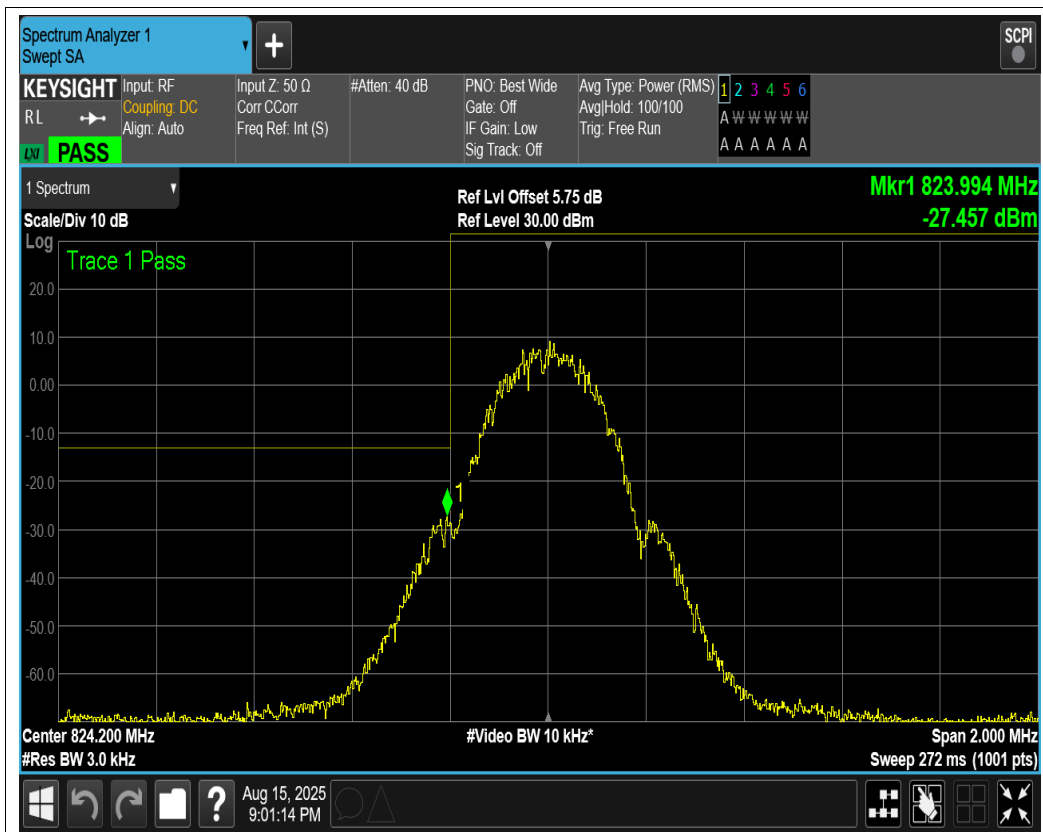 Spectrum Analyzer 1
Swept SA
SCPI
KEYSIGHT
RL
LXI PASS
Input: RF
Coupling: DC
Align: Auto
Input Z: 50 Ω
Corr CCorr
Freq Ref: Int (S)
#Atten: 40 dB
PNO: Best Wide
Gate: Off
IF Gain: Low
Sig Track: Off
Avg Type: Power (RMS)
Avg|Hold: 100/100
Trig: Free Run
1 2 3 4 5 6
A W W W W W
A A A A A A
1 Spectrum
Scale/Div 10 dB
Ref Lvl Offset 5.75 dB
Ref Level 30.00 dBm
Mkr1 823.994 MHz
-27.457 dBm
Log
Trace 1 Pass
20.0
10.0
0.00
-10.0
-20.0
1
-30.0
-40.0
-50.0
-60.0
Center 824.200 MHz
#Video BW 10 kHz*
Span 2.000 MHz
#Res BW 3.0 kHz
Sweep 272 ms (1001 pts)
?
Aug 15, 2025
9:01:14 PM